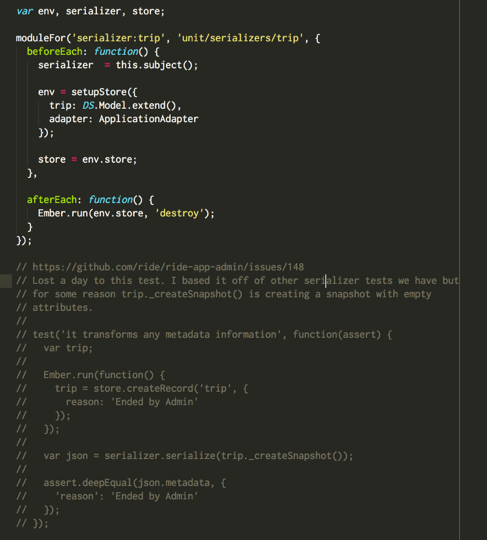 var env, serializer, store;
moduleFor('serializer:trip', 'unit/serializers/trip', {
beforeEach: function() {
serializer = this.subject();
env = setupStore({
trip: DS.Model.extend(),
adapter: ApplicationAdapter
});
store = env.store;
},
afterEach: function() {
Ember.run(env.store, 'destroy');
}
});
// https://github.com/ride/ride-app-admin/issues/148
// Lost a day to this test. I based it off of other serializer tests we have but
// for some reason trip._createSnapshot() is creating a snapshot with empty
// attributes.
//
// test('it transforms any metadata information', function(assert) {
//   var trip;
//
//   Ember.run(function() {
//     trip = store.createRecord('trip', {
//       reason: 'Ended by Admin'
//     });
//   });
//
//   var json = serializer.serialize(trip._createSnapshot());
//
//   assert.deepEqual(json.metadata, {
//     'reason': 'Ended by Admin'
//   });
// });